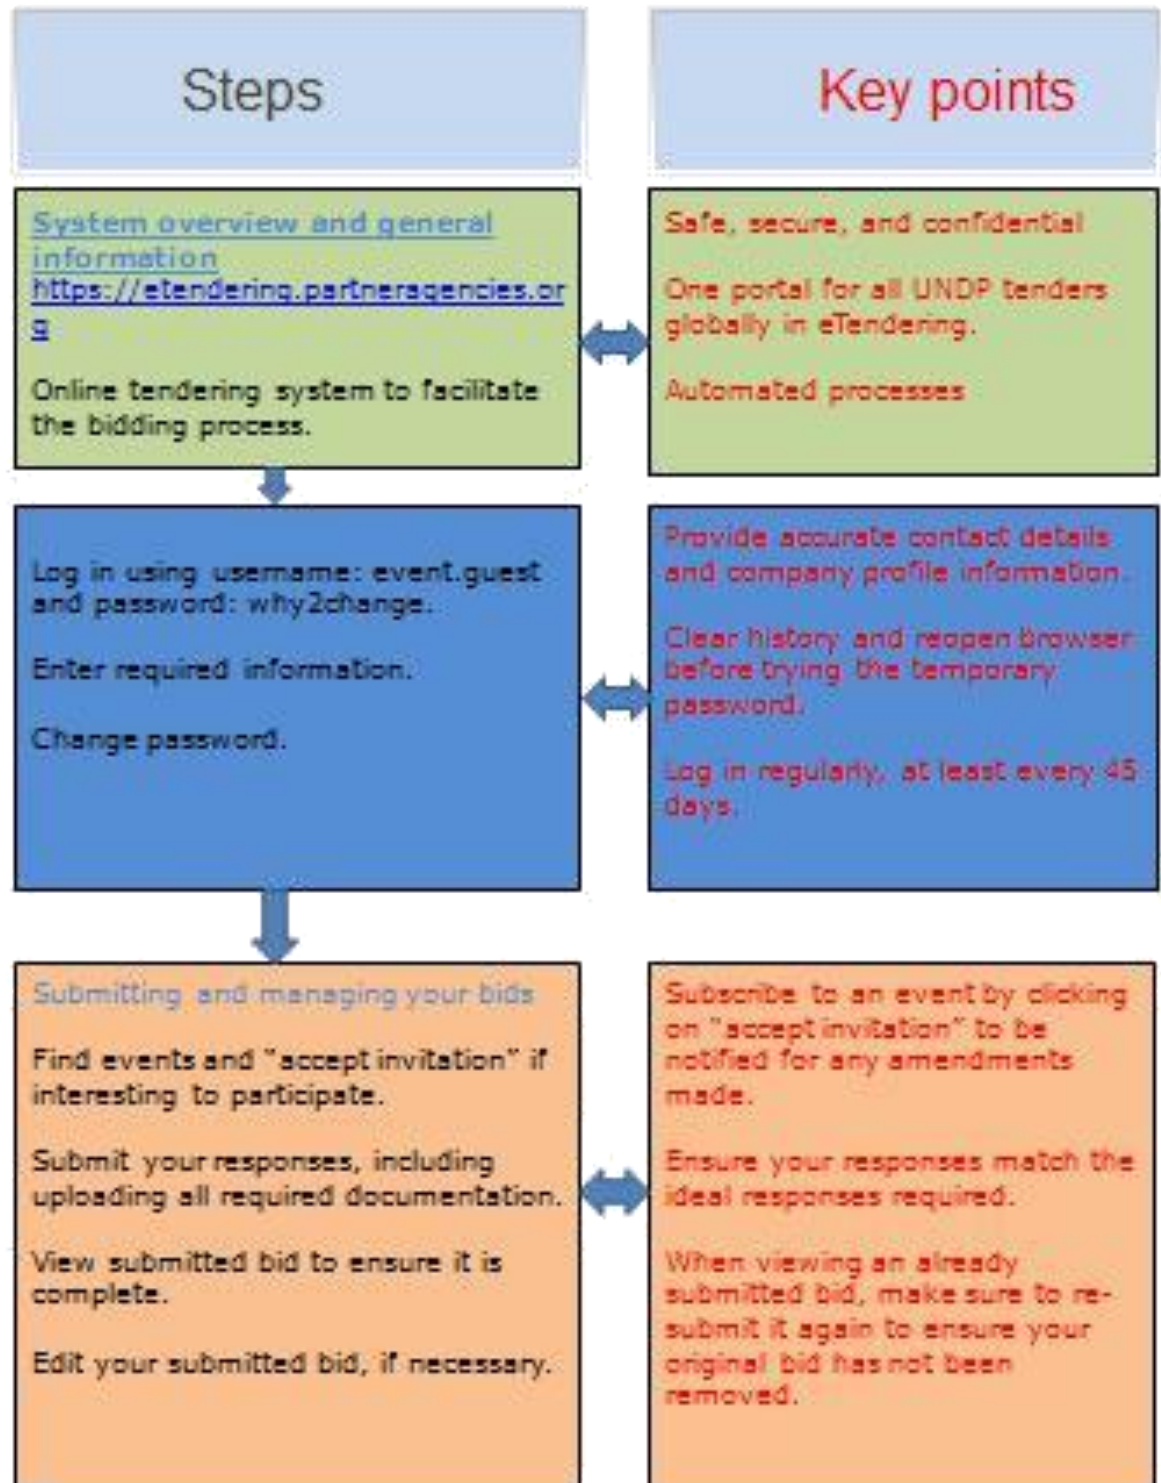 Steps
Key points
System overview and general
information
https://etendering.partneragencies.or
g
Online tendering system to facilitate
the bidding process.
Safe, secure, and confidential
One portal for all UNDP tenders
globally in eTendering.
Automated processes
Log in using username: event.guest
and password: why2change.
Enter required information.
Change password.
Provide accurate contact details
and company profile information.
Clear history and reopen browser
before trying the temporary
password.
Log in regularly, at least every 45
days.
Submitting and managing your bids
Find events and “accept invitation” if
interesting to participate.
Submit your responses, including
uploading all required documentation.
View submitted bid to ensure it is
complete.
Edit your submitted bid, if necessary.
Subscribe to an event by clicking
on “accept invitation” to be
notified for any amendments
made.
Ensure your responses match the
ideal responses required.
When viewing an already
submitted bid, make sure to re-
submit it again to ensure your
original bid has not been
removed.